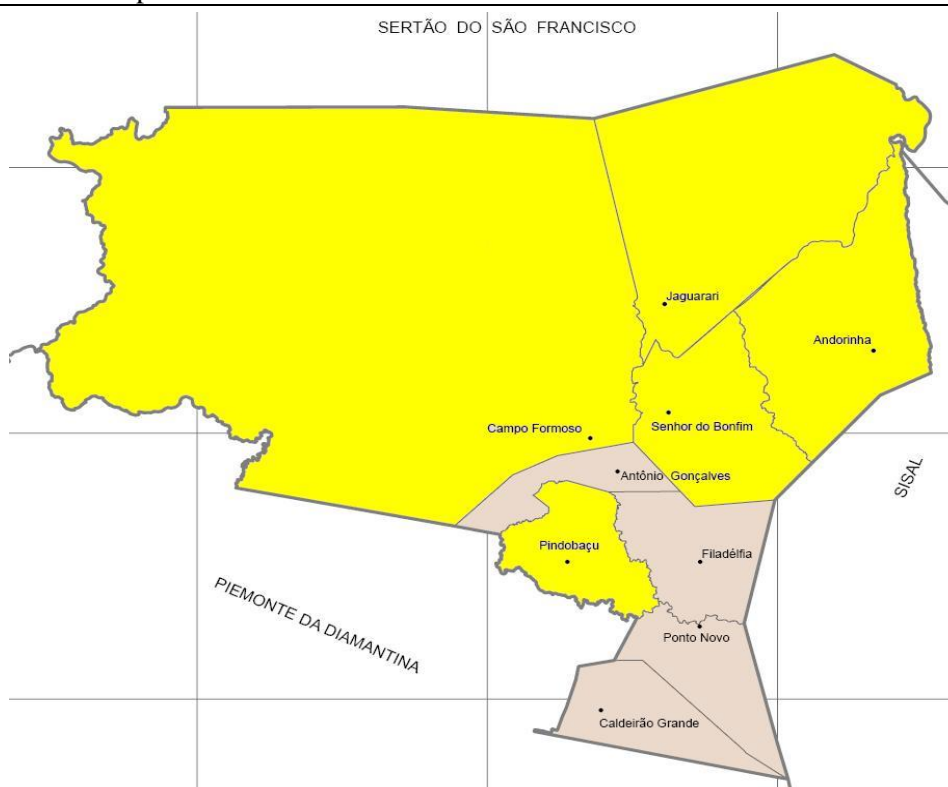 SERTÃO DO SÃO FRANCISCO
Jaguarari
Andorinha
Campo Formoso
Senhor do Bonfim
Antônio Gonçalves
SISAL
Pindobaçu
Filadélfia
PIEMONTE DA DIAMANTINA
Ponto Novo
Caldeirão Grande